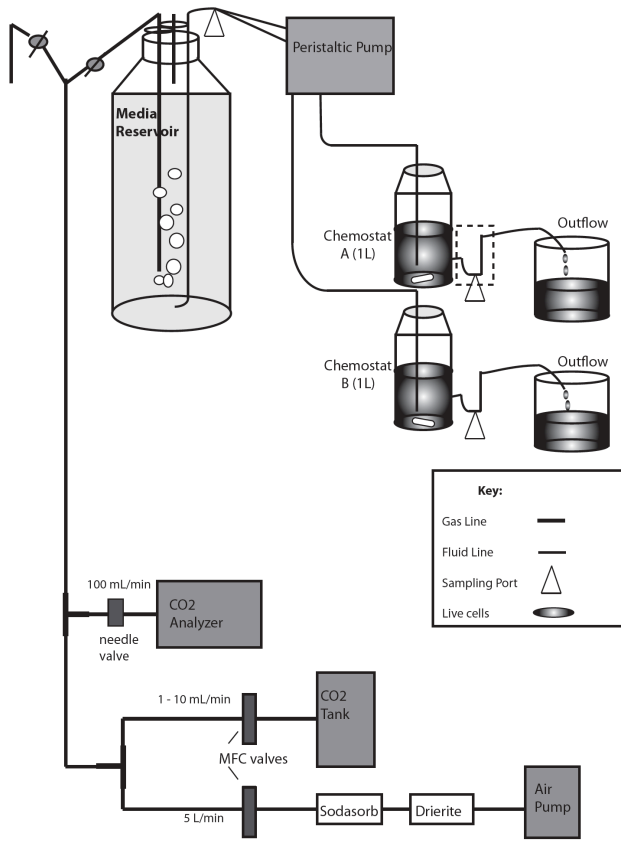 Peristaltic Pump
Media
Reservoir
Chemostat
A (1L)
Outflow
Chemostat
B (1L)
Outflow
Key:
Gas Line
Fluid Line
Sampling Port
Live cells
100 mL/min
CO2
Analyzer
needle
valve
1 - 10 mL/min
CO2
Tank
MFC valves
5 L/min
Sodasorb
Drierite
Air
Pump